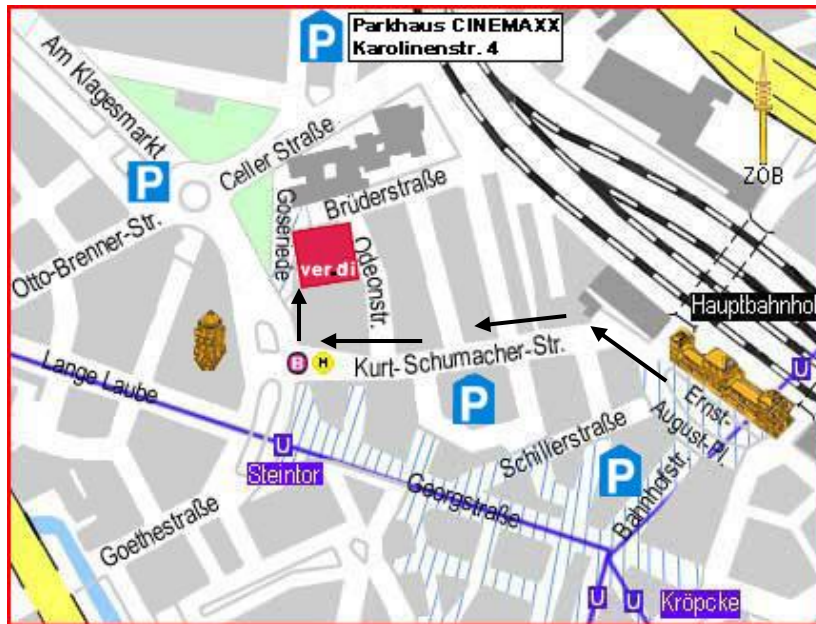 P
Parkhaus CINEMAXX
Karolinenstr. 4
Am Klagesmarkt
P
Celler Straße
ZOB
Goseriede
Brüderstraße
Otto-Brenner-Str.
ver.di
Odeonstr.
Hauptbahnhof
B
H
Kurt-Schumacher-Str.
U
Lange Laube
P
Ernst-
August-Pl.
Schillerstraße
U
Steintor
P
Georgstraße
Bahnhofstr.
Goethestraße
U
U
Kröpcke